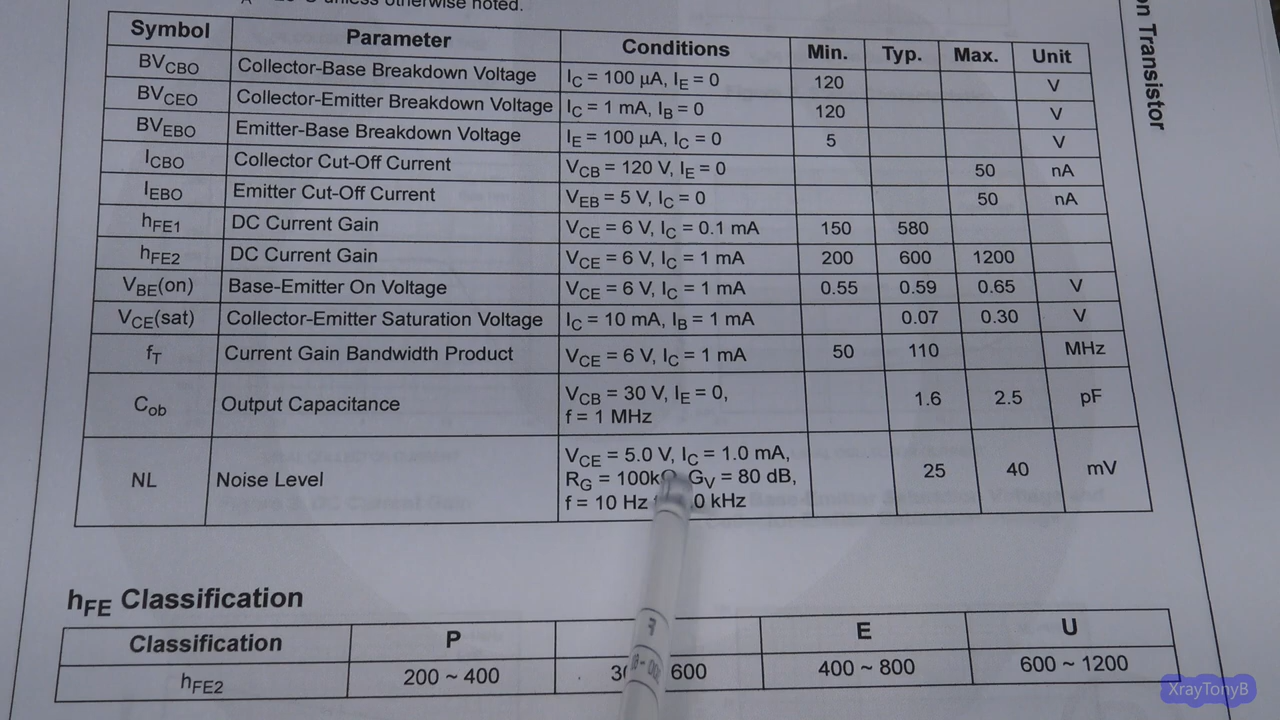 unless otherwise noted.
on Transistor
Symbol Parameter Conditions Min. Typ. Max. Unit
BVCBO Collector-Base Breakdown Voltage IC = 100 μA, IE = 0 120 V
BVCEO Collector-Emitter Breakdown Voltage IC = 1 mA, IB = 0 120 V
BVEBO Emitter-Base Breakdown Voltage IE = 100 μA, IC = 0 5 V
ICBO Collector Cut-Off Current VCB = 120 V, IE = 0 50 nA
IEBO Emitter Cut-Off Current VEB = 5 V, IC = 0 50 nA
hFE1 DC Current Gain VCE = 6 V, IC = 0.1 mA 150 580
hFE2 DC Current Gain VCE = 6 V, IC = 1 mA 200 600 1200
VBE(on) Base-Emitter On Voltage VCE = 6 V, IC = 1 mA 0.55 0.59 0.65 V
VCE(sat) Collector-Emitter Saturation Voltage IC = 10 mA, IB = 1 mA 0.07 0.30 V
fT Current Gain Bandwidth Product VCE = 6 V, IC = 1 mA 50 110 MHz
Cob Output Capacitance VCB = 30 V, IE = 0,
f = 1 MHz 1.6 2.5 pF
NL Noise Level VCE = 5.0 V, IC = 1.0 mA,
RG = 100kΩ, GV = 80 dB,
f = 10 Hz 0 kHz 25 40 mV
hFE Classification
Classification P E U
hFE2 200 ~ 400 600 400 ~ 800 600 ~ 1200
XrayTonyB